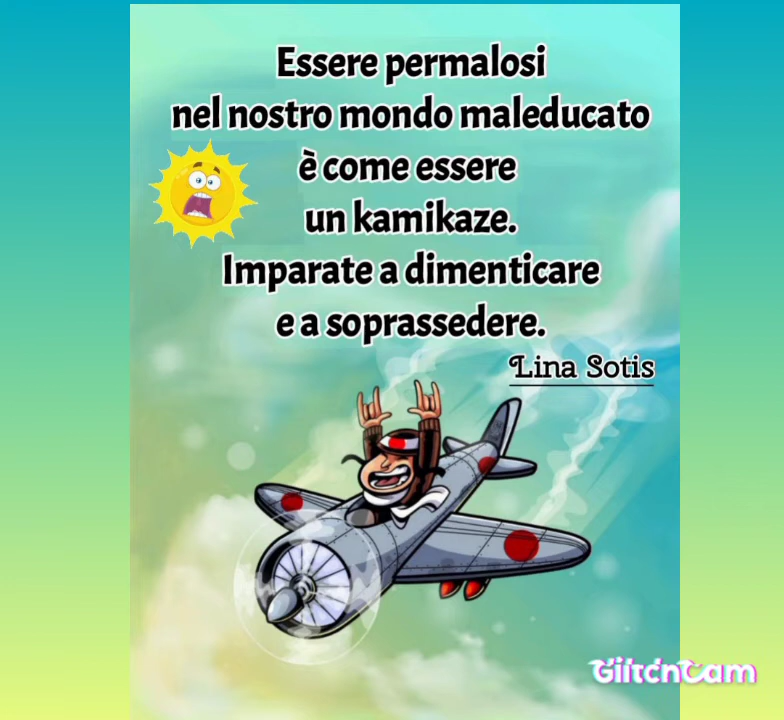 Essere permalosi
nel nostro mondo maleducato
è come essere
un kamikaze.
Imparate a dimenticare
e a soprassedere.
Lina Sotis
GlitchCam